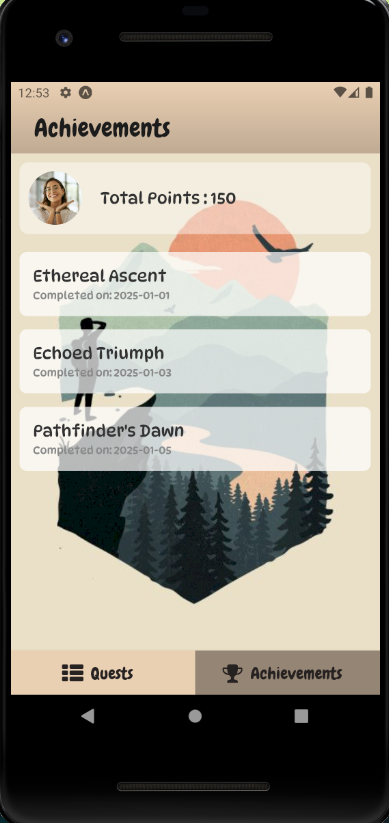 12:53
Achievements
Total Points : 150
Ethereal Ascent
Completed on: 2025-01-01
Echoed Triumph
Completed on: 2025-01-03
Pathfinder's Dawn
Completed on: 2025-01-05
Quests
Achievements